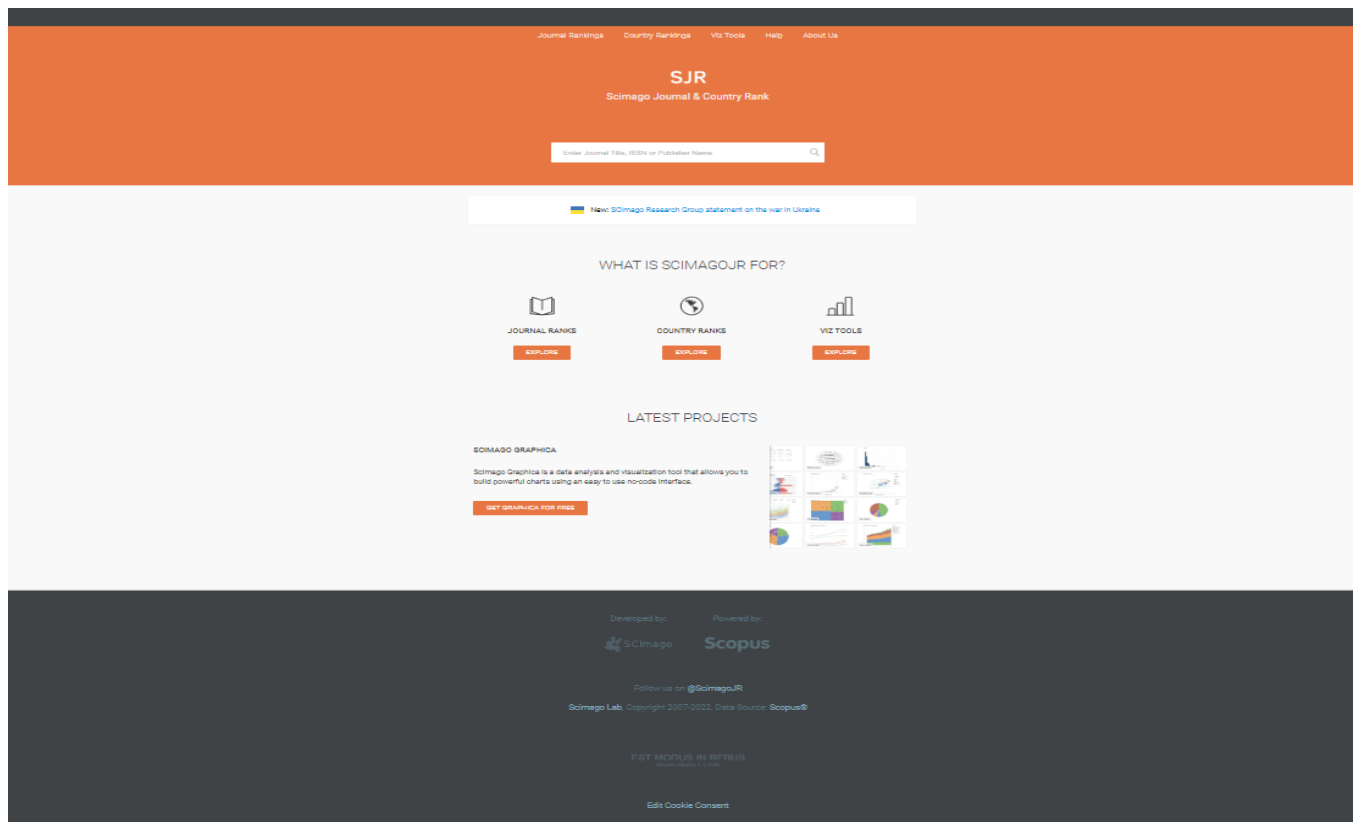 Journal Rankings Country Rankings Viz Tools Help About Us
SJR
Scimago Journal & Country Rank
Enter Journal Title, ISSN or Publisher Name
New: SCimago Research Group statement on the war in Ukraine
WHAT IS SCIMAGOJR FOR?
JOURNAL RANKS COUNTRY RANKS VIZ TOOLS
EXPLORE EXPLORE EXPLORE
LATEST PROJECTS
SCIMAGO GRAPHICA
Scimago Graphica is a data analysis and visualization tool that allows you to
build powerful charts using an easy to use no-code interface.
GET GRAPHICA FOR FREE
Developed by: Powered by:
SCImago Scopus
Follow us on @ScimagoJR
Scimago Lab, Copyright 2007-2022. Data Source: Scopus®
EST MODUS IN REBUS
Edit Cookie Consent